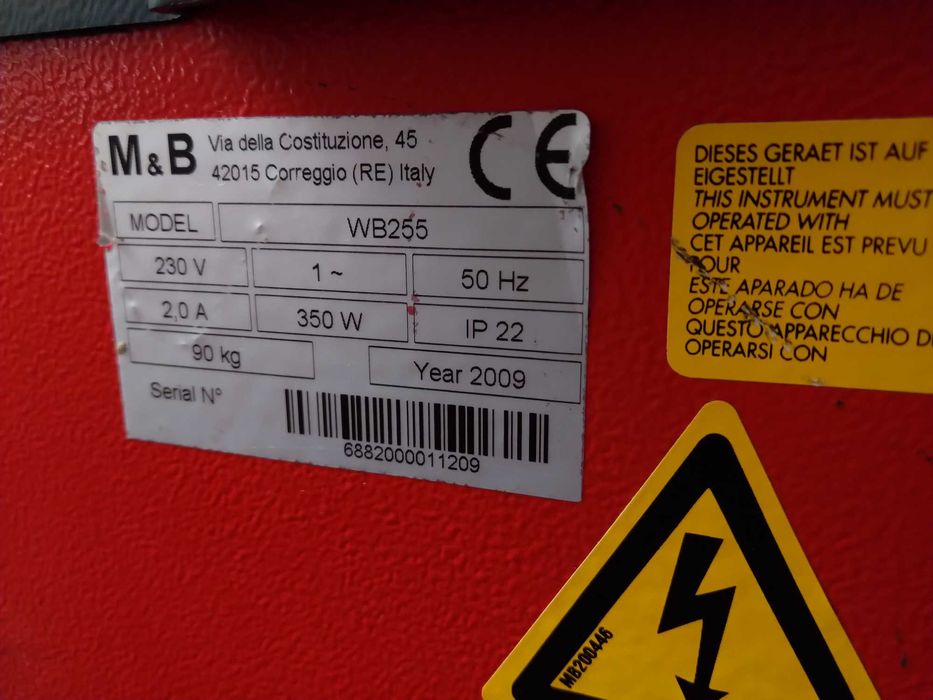 M & B
Via della Costituzione, 45
42015 Correggio (RE) Italy
CE
MODEL WB255
230 V 1 ~ 50 Hz
2,0 A 350 W IP 22
90 kg Year 2009
Serial N°
6882000011209
DIESES GERAET IST AUF
EIGESTELLT
THIS INSTRUMENT MUST
OPERATED WITH
CET APPAREIL EST PREVU
POUR
ESTE APARADO HA DE
OPERARSE CON
QUESTO APPARECCHIO
OPERARSI CON
MB200446